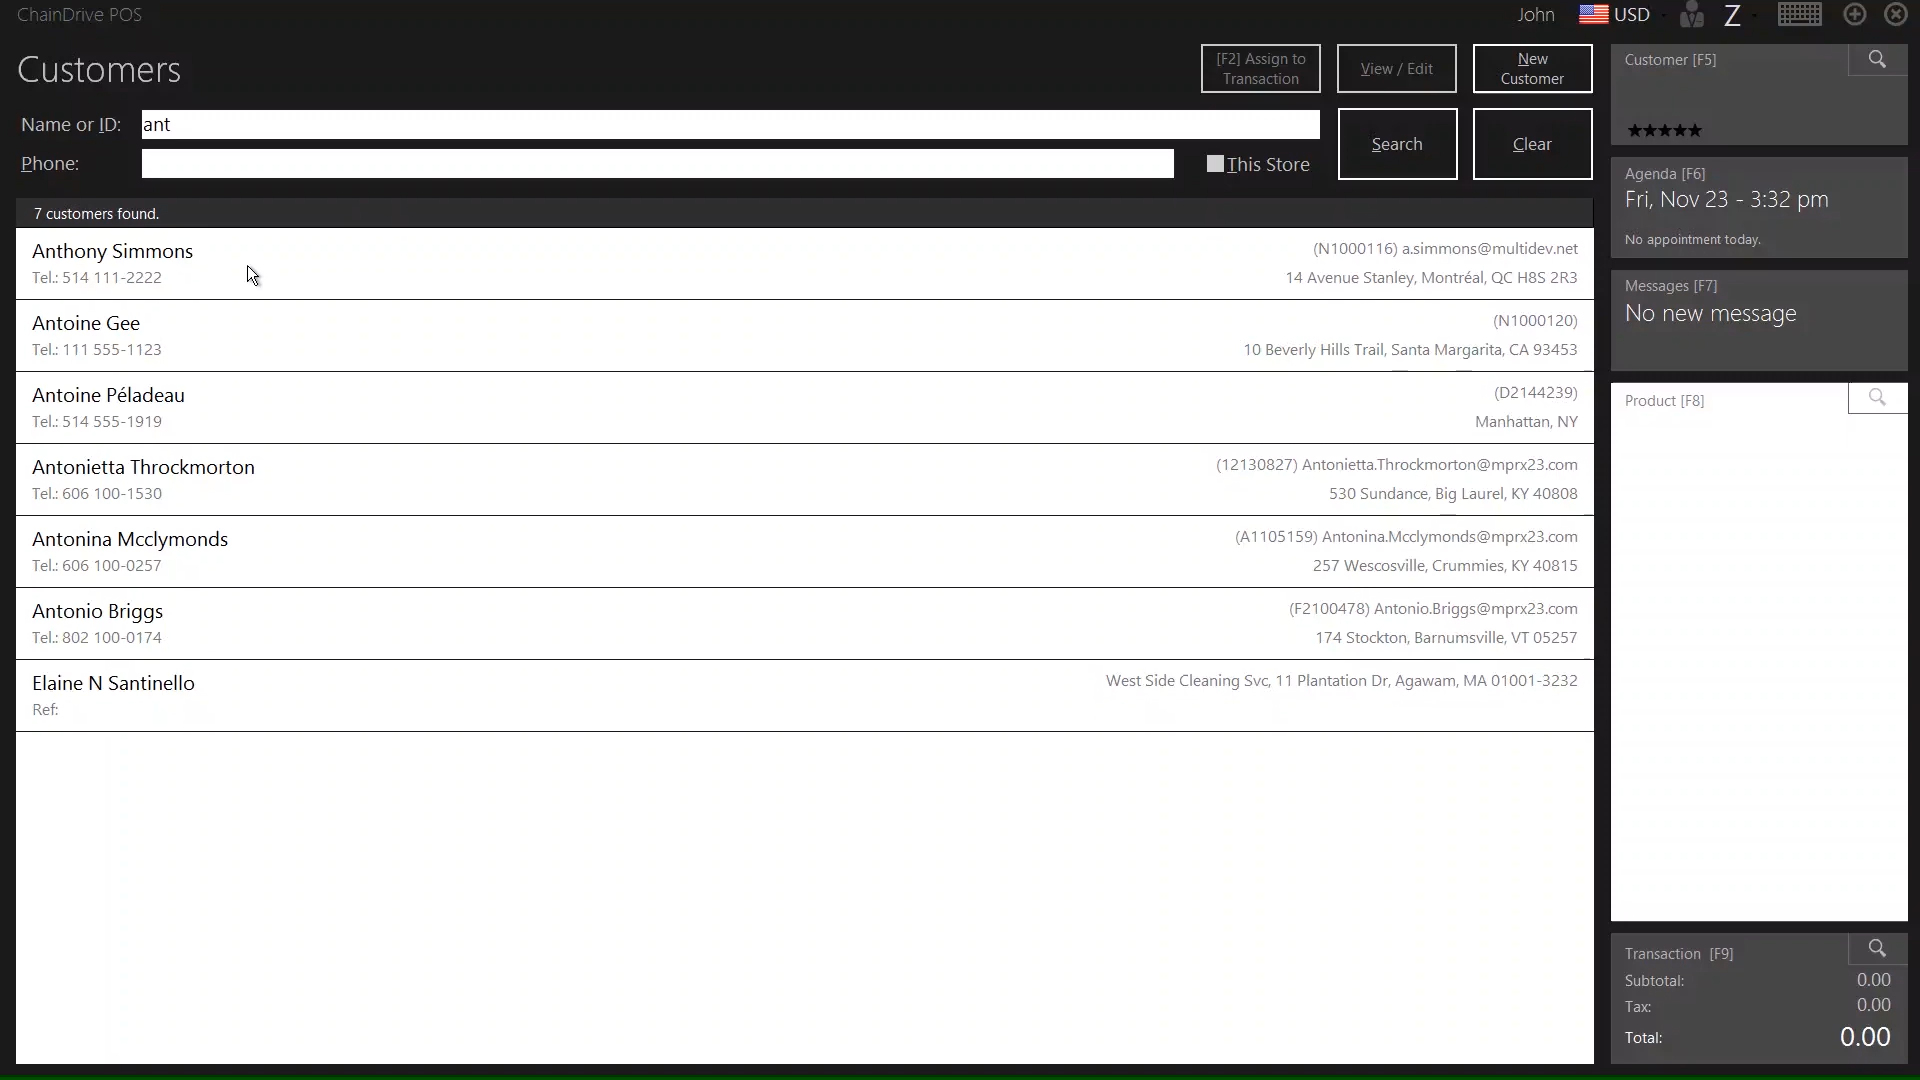 ChainDrive POS
John
USD
Z
Customers
[F2] Assign to
Transaction
View / Edit
New
Customer
Name or ID:
ant
Phone:
This Store
Search
Clear
7 customers found.
Anthony Simmons
(N1000116) a.simmons@multidev.net
Tel.: 514 111-2222
14 Avenue Stanley, Montréal, QC H8S 2R3
Antoine Gee
(N1000120)
Tel.: 111 555-1123
10 Beverly Hills Trail, Santa Margarita, CA 93453
Antoine Péladeau
(D2144239)
Tel.: 514 555-1919
Manhattan, NY
Antonietta Throckmorton
(12130827) Antonietta.Throckmorton@mprx23.com
Tel.: 606 100-1530
530 Sundance, Big Laurel, KY 40808
Antonina Mcclymonds
(A1105159) Antonina.Mcclymonds@mprx23.com
Tel.: 606 100-0257
257 Wescosville, Crummies, KY 40815
Antonio Briggs
(F2100478) Antonio.Briggs@mprx23.com
Tel.: 802 100-0174
174 Stockton, Barnumsville, VT 05257
Elaine N Santinello
West Side Cleaning Svc, 11 Plantation Dr, Agawam, MA 01001-3232
Ref:
Customer [F5]
★★★★★
Agenda [F6]
Fri, Nov 23 - 3:32 pm
No appointment today.
Messages [F7]
No new message
Product [F8]
Transaction [F9]
Subtotal: 0.00
Tax: 0.00
Total: 0.00